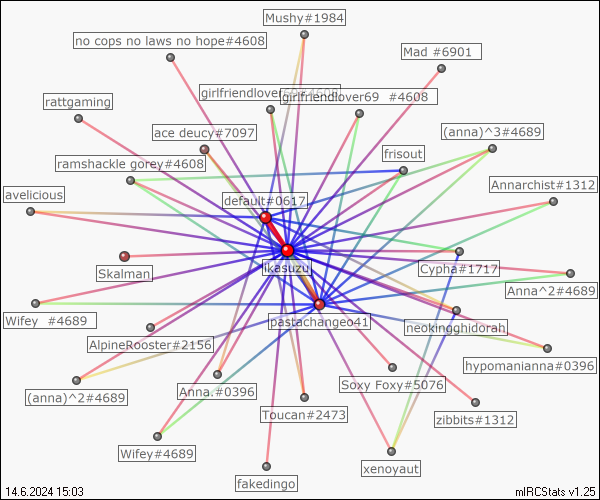 Mushy#1984
no cops no laws no hope#4608
Mad #6901
girlfriendlover69#4608
girlfriendlover69 #4608
rattgaming
ace deucy#7097
(anna)^3#4689
frisout
ramshackle gorey#4608
Annarchist#1312
avelicious
default#0617
ikasuzu
Skalman
Cypha#1717
Anna^2#4689
Wifey #4689
pastachange041
neokingghidorah
AlpineRooster#2156
hypomanianna#0396
Soxy Foxy#5076
Anna.#0396
(anna)^2#4689
Toucan#2473
zibbits#1312
Wifey#4689
fakedingo
xenoyaut
14.6.2024 15:03
mIRCStats v1.25